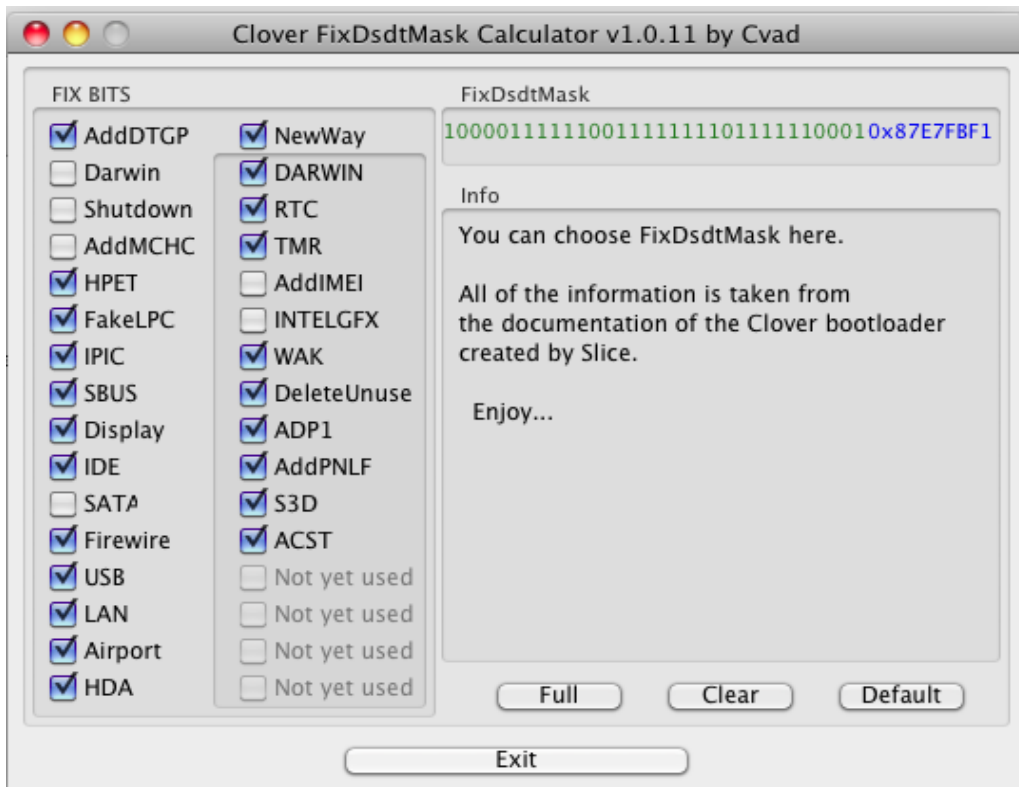 Clover FixDsdtMask Calculator v1.0.11 by Cvad
FIX BITS
AddDTGP
Darwin
Shutdown
AddMCHC
HPET
FakeLPC
IPIC
SBUS
Display
IDE
SATA
Firewire
USB
LAN
Airport
HDA
NewWay
DARWIN
RTC
TMR
AddIMEI
INTELGFX
WAK
DeleteUnuse
ADP1
AddPNLF
S3D
ACST
Not yet used
Not yet used
Not yet used
Not yet used
FixDsdtMask
10000111111001111111101111110001 0x87E7FBF1
Info
You can choose FixDsdtMask here.
All of the information is taken from
the documentation of the Clover bootloader
created by Slice.
Enjoy...
Full
Clear
Default
Exit